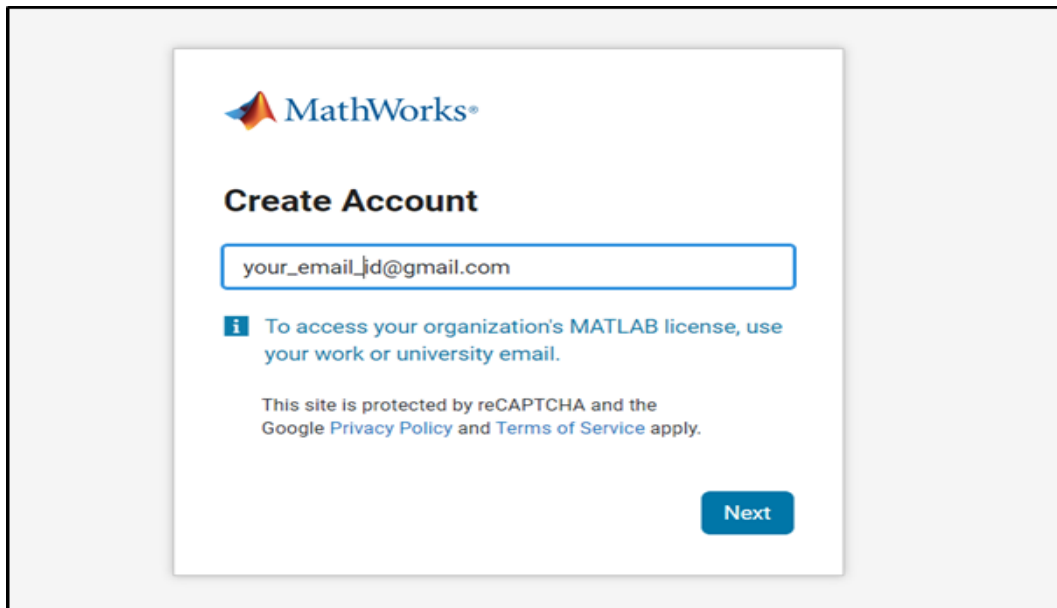 MathWorks®
Create Account
your_email_id@gmail.com
i To access your organization's MATLAB license, use
your work or university email.
This site is protected by reCAPTCHA and the
Google Privacy Policy and Terms of Service apply.
Next